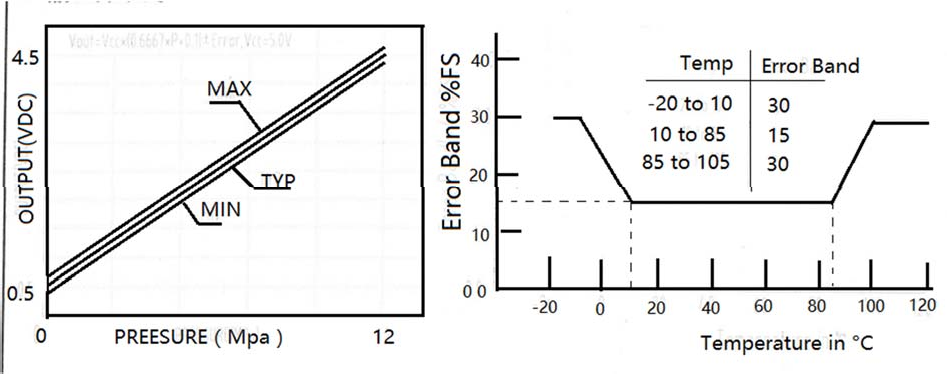 Vout=Vcc×(0.6667×P+0.1)±Error,Vcc=5.0V
4.5
MAX
TYP
MIN
OUTPUT(VDC)
0.5
0
PREESURE ( Mpa )
12
Error Band %FS
40
30
20
15
10
0 0
Temp Error Band
-20 to 10 30
10 to 85 15
85 to 105 30
-20 0 20 40 60 80 100 120
Temperature in °C